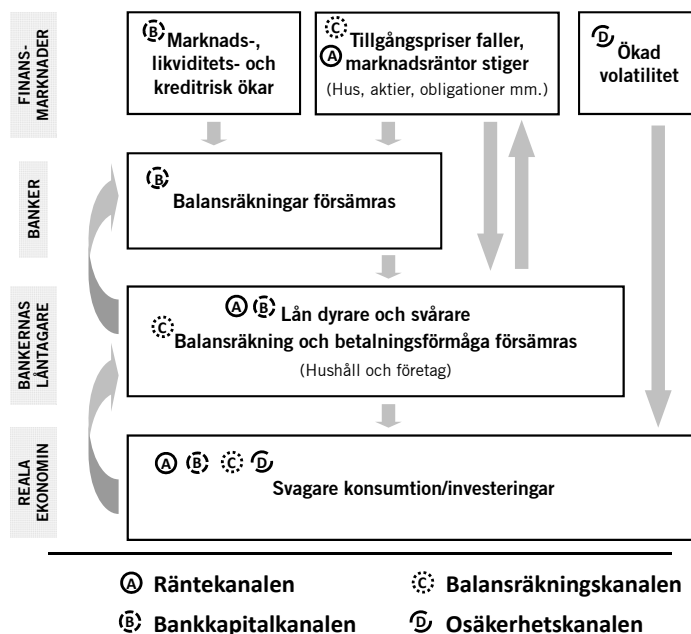 FINANS-
MARKNADER
B Marknads-,
likviditets- och
kreditrisk ökar
C Tillgångspriser faller,
A marknadsräntor stiger
(Hus, aktier, obligationer mm.)
D Ökad
volatilitet
BANKER
B
Balansräkningar försämras
BANKERNAS
LÅNTAGARE
A B Lån dyrare och svårare
C Balansräkning och betalningsförmåga försämras
(Hushåll och företag)
REALA
EKONOMIN
A B C D
Svagare konsumtion/investeringar
A Räntekanalen
C Balansräkningskanalen
B Bankkapitalkanalen
D Osäkerhetskanalen